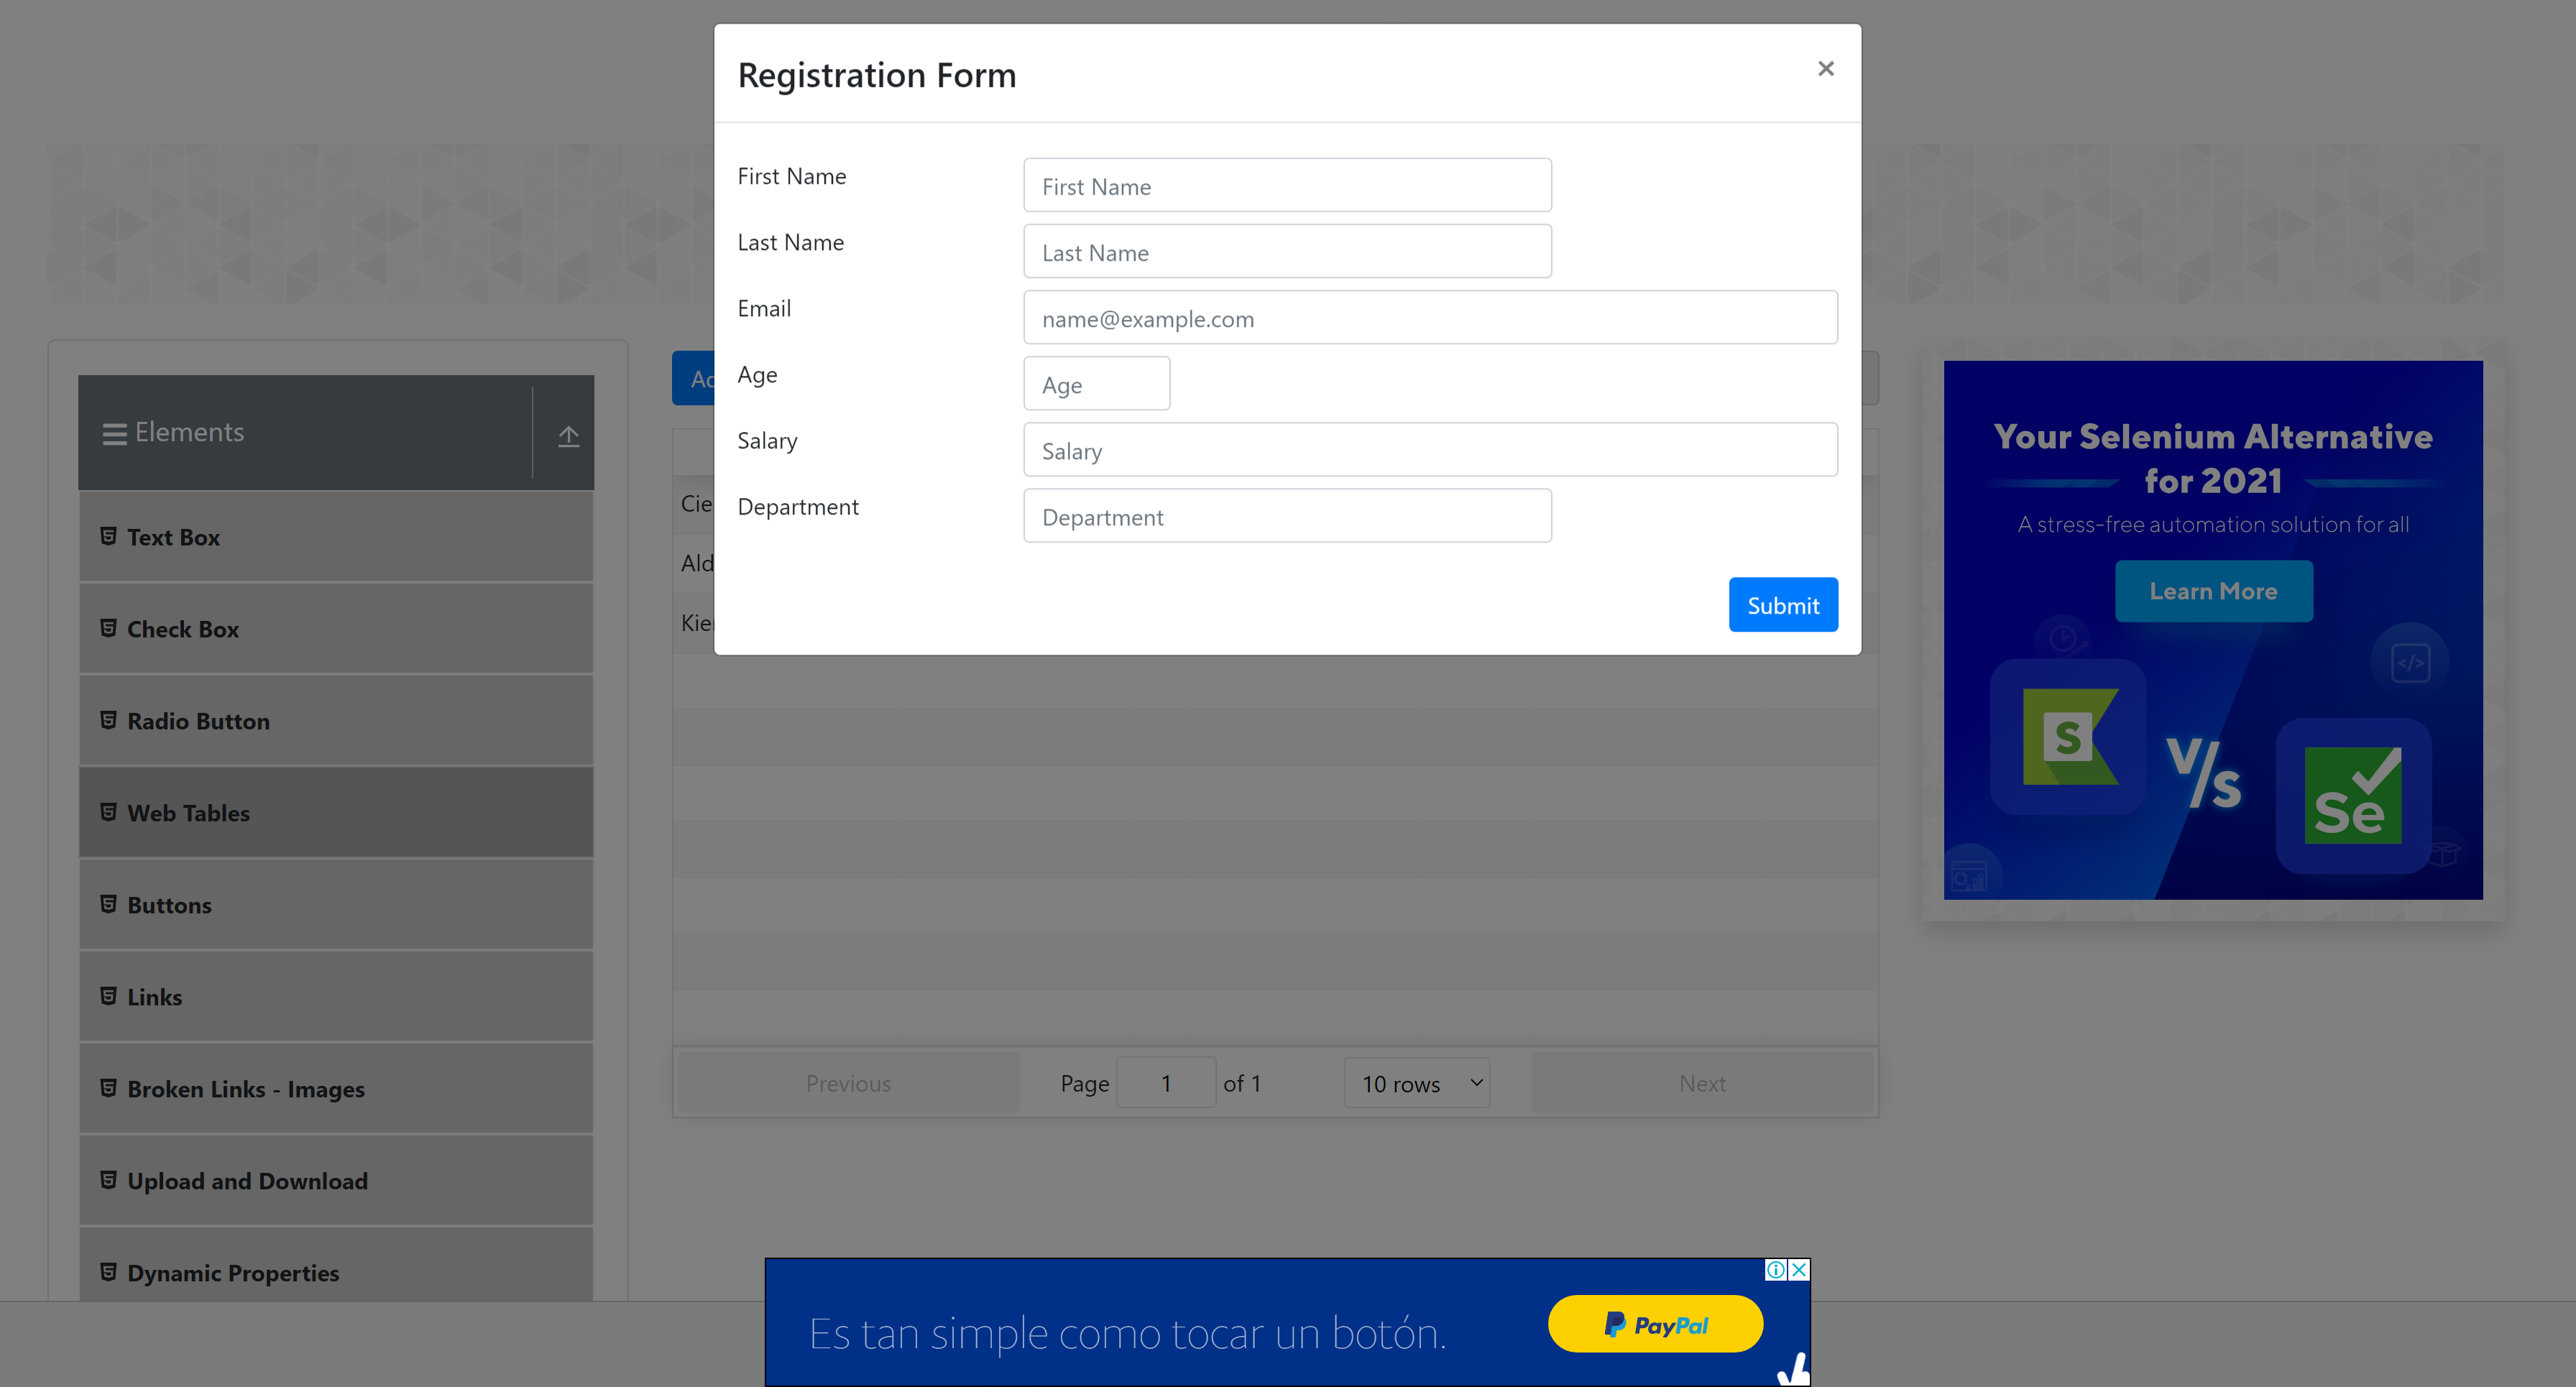 Registration Form
×
First Name
First Name
Last Name
Last Name
Email
name@example.com
Age
Age
Salary
Salary
Department
Department
Submit
Elements
Text Box
Check Box
Radio Button
Web Tables
Buttons
Links
Broken Links - Images
Upload and Download
Dynamic Properties
Cie
Ald
Previous
Page 1 of 1
10 rows
Next
Your Selenium Alternative
for 2021
A stress-free automation solution for all
Learn More
S
V/S
Se
Es tan simple como tocar un botón.
PayPal